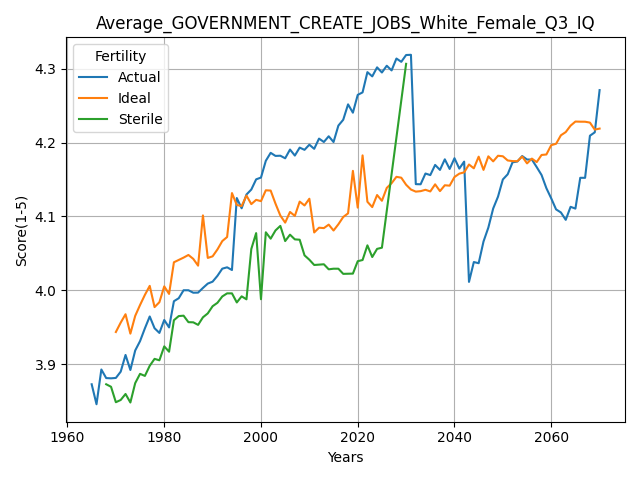 Average_GOVERNMENT_CREATE_JOBS_White_Female_Q3_IQ
Fertility
Actual
Ideal
Sterile
Score(1-5)
4.3
4.2
4.1
4.0
3.9
1960 1980 2000 2020 2040 2060
Years